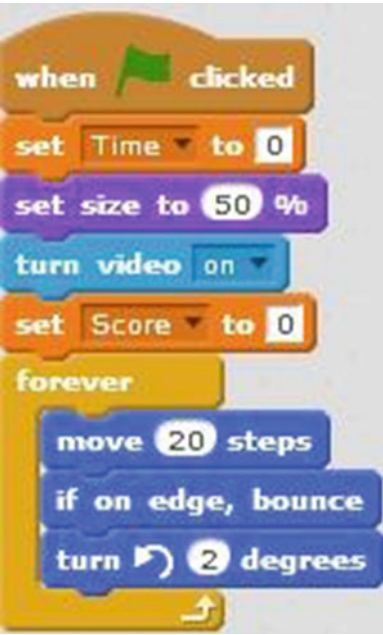 when clicked
set Time to 0
set size to 50 %
turn video on
set Score to 0
forever
move 20 steps
if on edge, bounce
turn 2 degrees